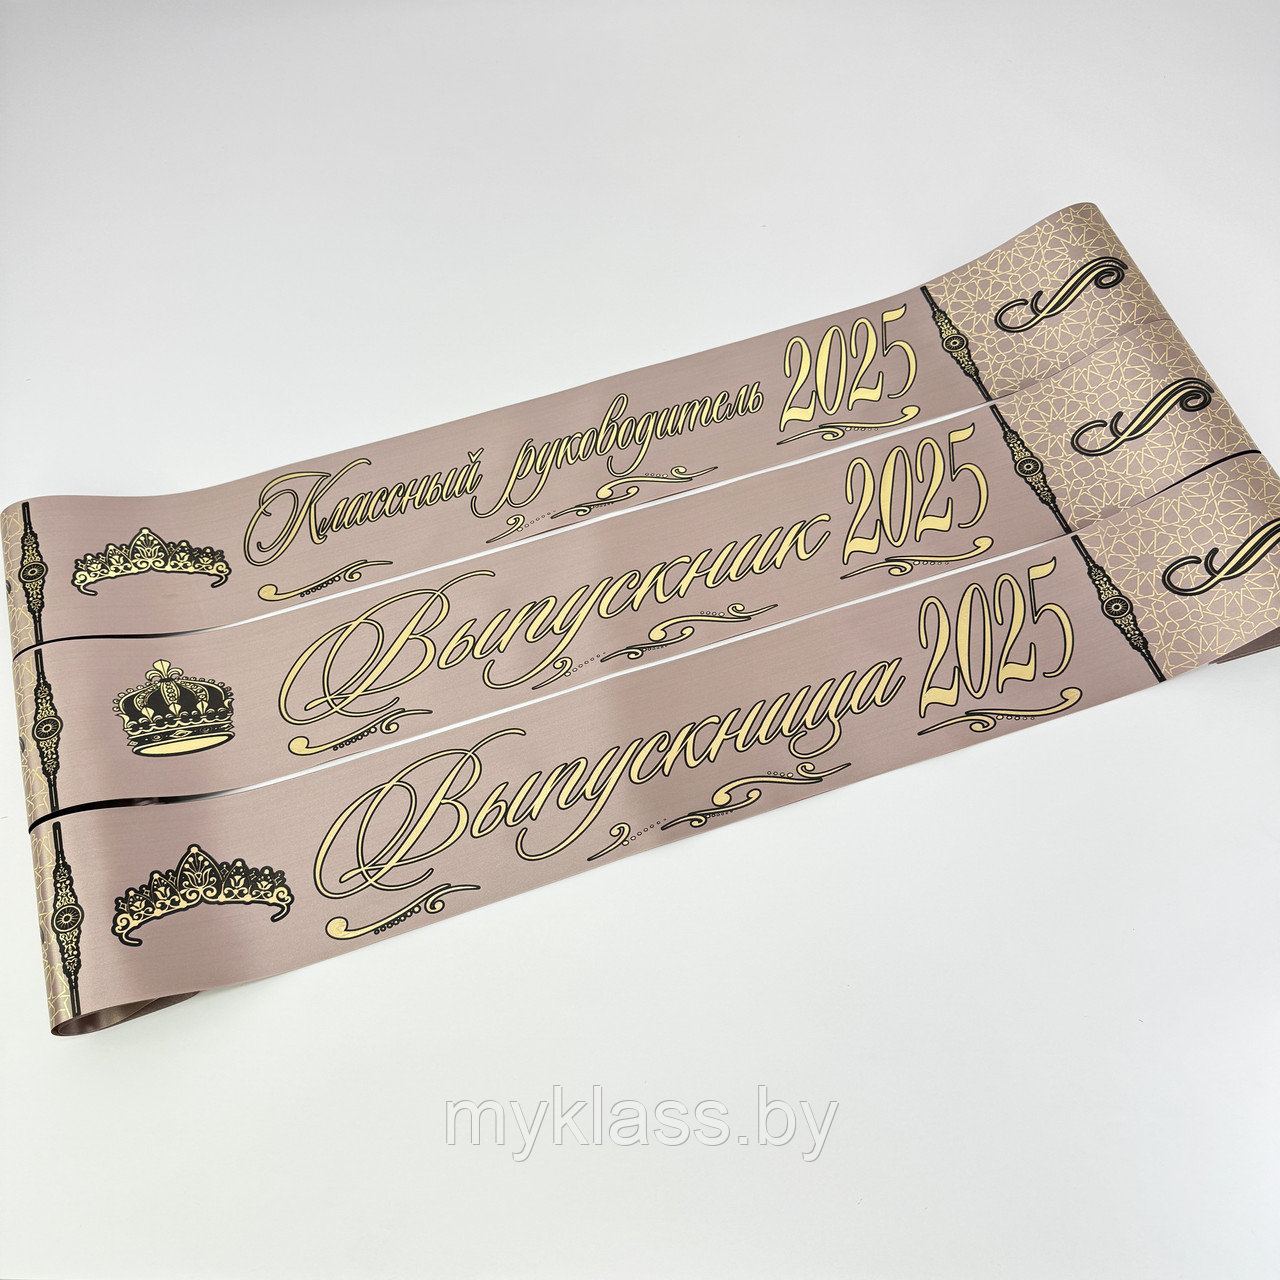 Классный руководитель 2025
Выпускник 2025
Выпускница 2025
myklass.by